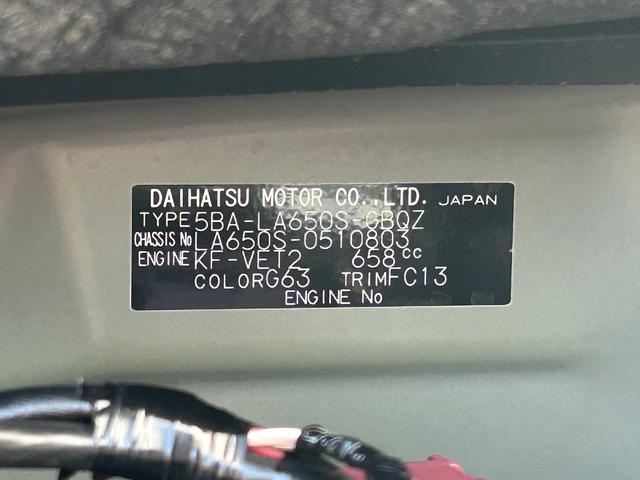 DAIHATSU MOTOR CO.,LTD. JAPAN
TYPE 5BA-LA650S-GBQZ
CHASSIS No LA650S-0510803
ENGINE KF-VET2 658cc
COLOR G63 TRIM FC13
ENGINE No